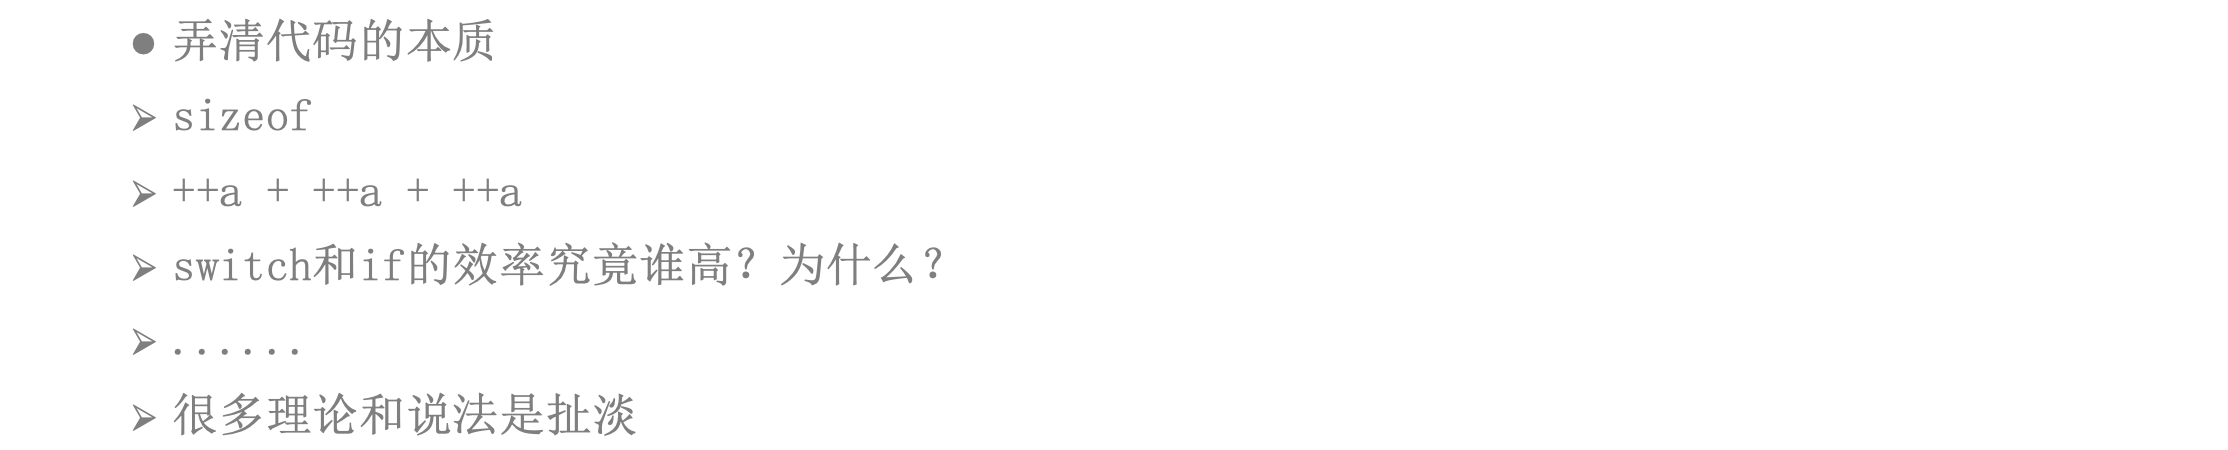 ● 弄清代码的本质
➢ sizeof
➢ ++a + ++a + ++a
➢ switch和if的效率究竟谁高？为什么？
➢ ......
➢ 很多理论和说法是扯淡